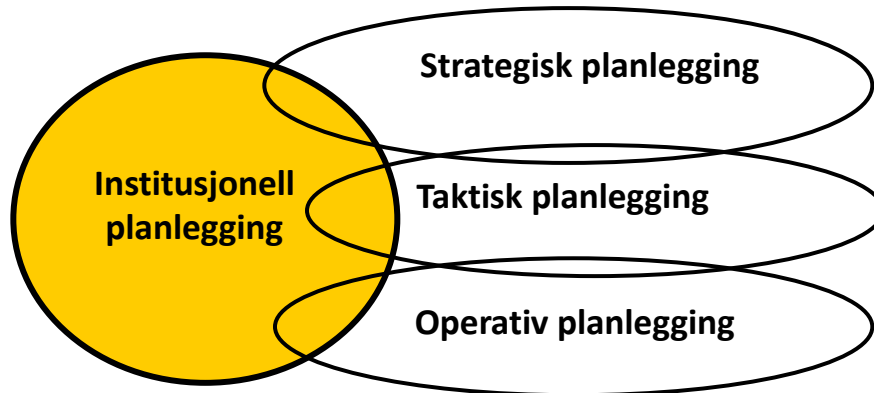 Strategisk planlegging
Institusjonell
planlegging
Taktisk planlegging
Operativ planlegging